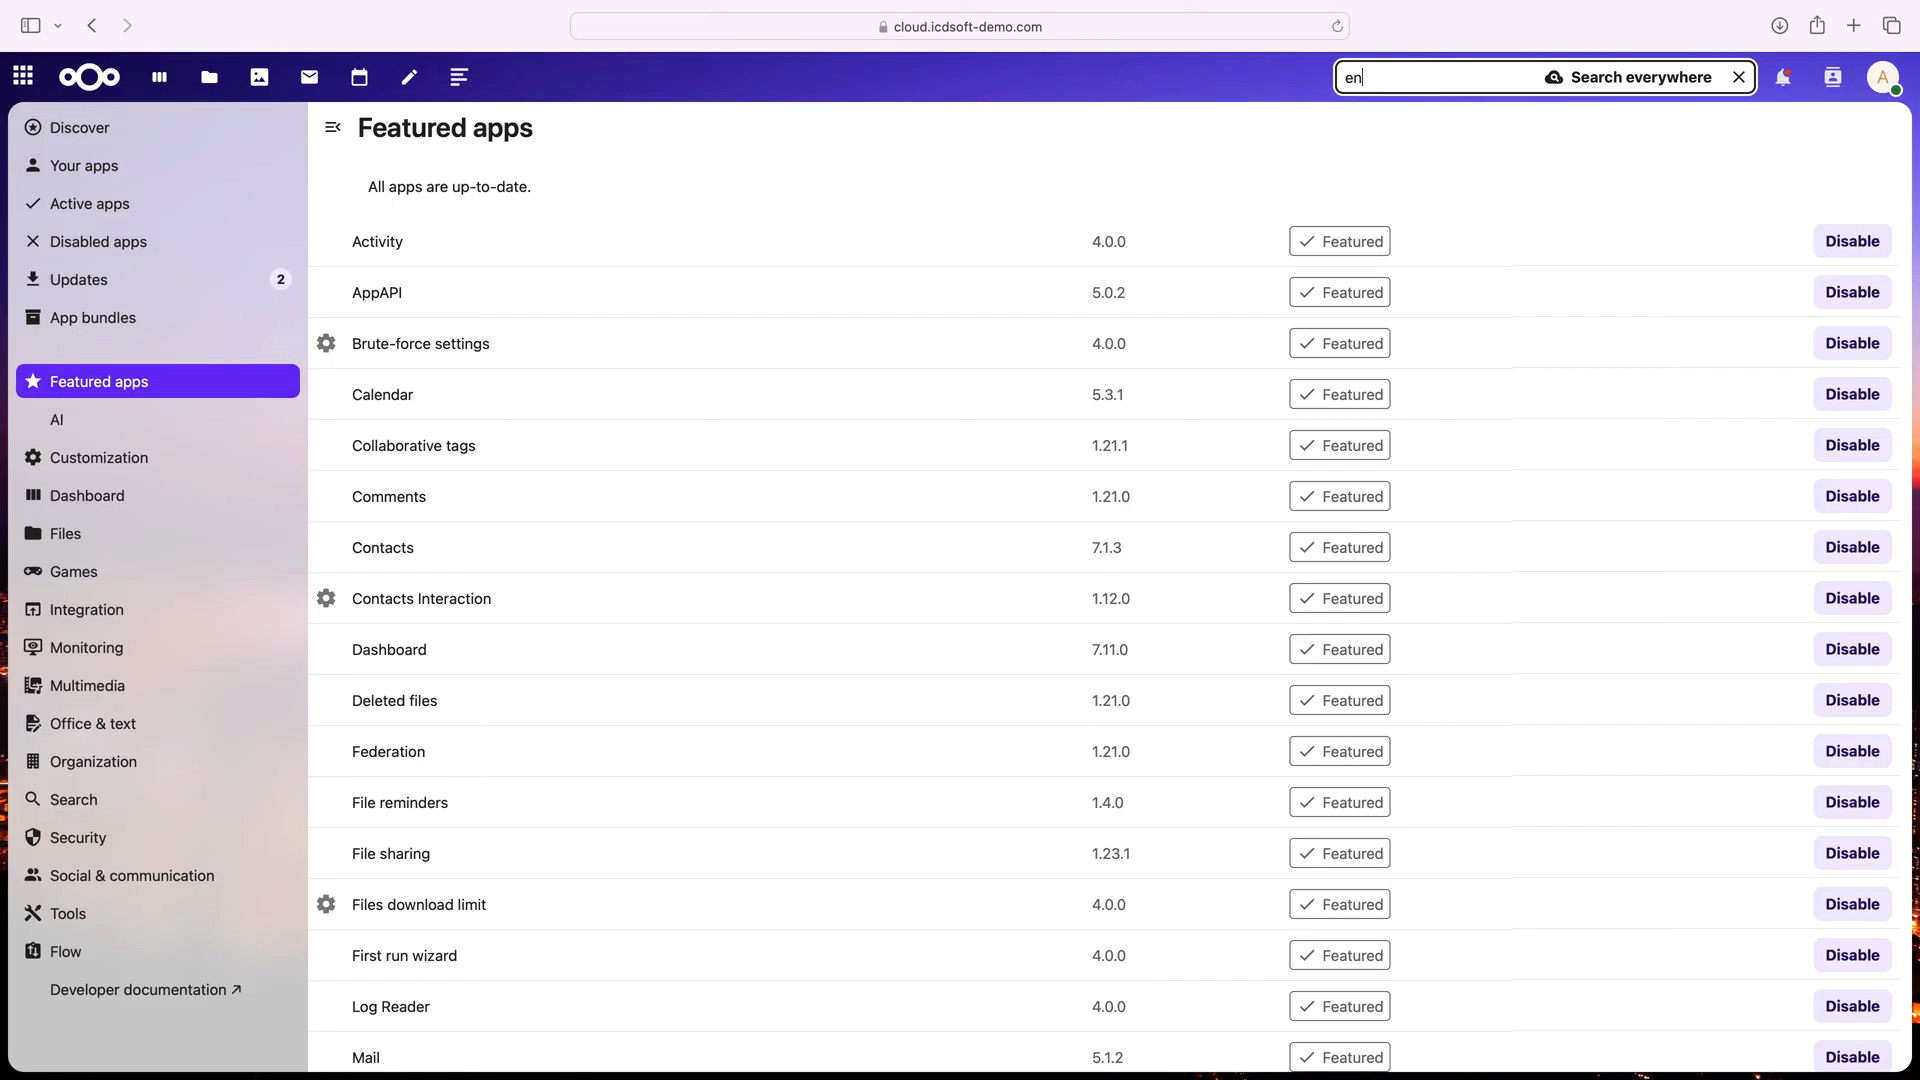 cloud.icdsoft-demo.com
en
Search everywhere
A
Discover
Your apps
Active apps
Disabled apps
Updates 2
App bundles
Featured apps
AI
Customization
Dashboard
Files
Games
Integration
Monitoring
Multimedia
Office & text
Organization
Search
Security
Social & communication
Tools
Flow
Developer documentation ↗
Featured apps
All apps are up-to-date.
Activity 4.0.0 Featured Disable
AppAPI 5.0.2 Featured Disable
Brute-force settings 4.0.0 Featured Disable
Calendar 5.3.1 Featured Disable
Collaborative tags 1.21.1 Featured Disable
Comments 1.21.0 Featured Disable
Contacts 7.1.3 Featured Disable
Contacts Interaction 1.12.0 Featured Disable
Dashboard 7.11.0 Featured Disable
Deleted files 1.21.0 Featured Disable
Federation 1.21.0 Featured Disable
File reminders 1.4.0 Featured Disable
File sharing 1.23.1 Featured Disable
Files download limit 4.0.0 Featured Disable
First run wizard 4.0.0 Featured Disable
Log Reader 4.0.0 Featured Disable
Mail 5.1.2 Featured Disable